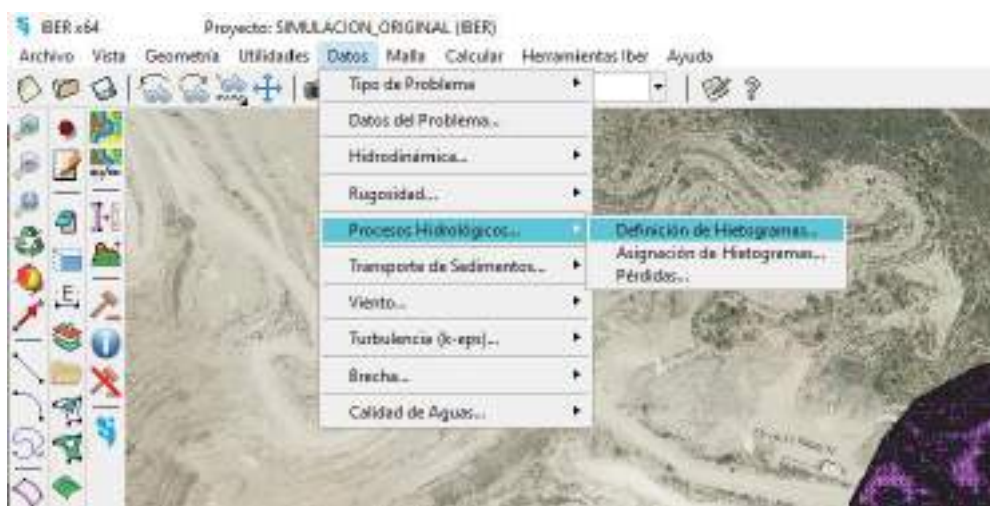 IBER x64 Proyecto: SIMULACION_ORIGINAL (IBER)
Archivo Vista Geometría Utilidades Datos Malla Calcular Herramientas Iber Ayuda
Tipo de Problema
Datos del Problema...
Hidrodinámica...
Rugosidad...
Procesos Hidrológicos...
Definición de Hietogramas...
Asignación de Hietogramas...
Pérdidas...
Transporte de Sedimentos...
Viento...
Turbulencia (k-eps)...
Brecha...
Calidad de Aguas...
E